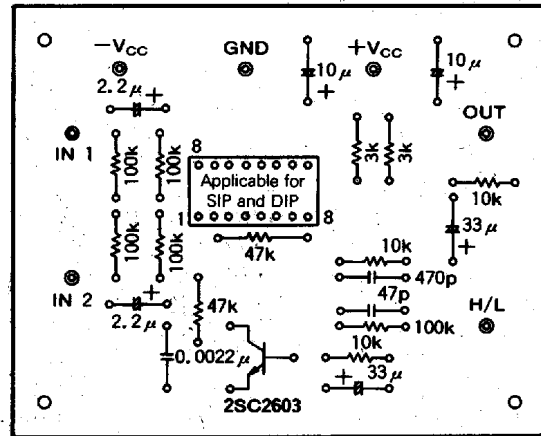 −VCC GND +VCC
2.2μ + 10μ + 10μ +
OUT
IN 1
100k 100k 8 3k 3k
Applicable for
SIP and DIP
10k
100k 100k 1 8 33μ +
47k 10k
470p
IN 2 47p
2.2μ + 47k 100k H/L
0.0022μ 10k
+ 33μ
2SC2603